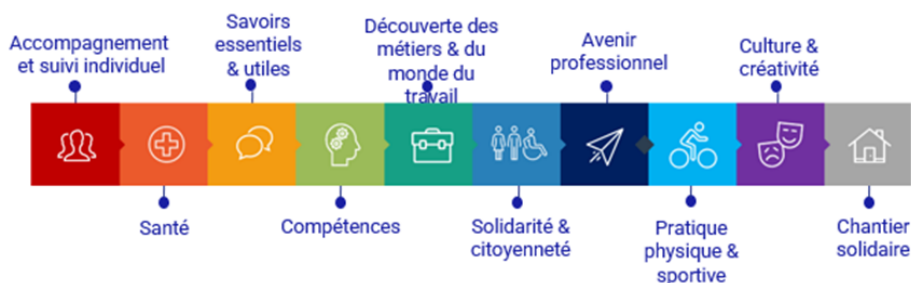 Accompagnement
et suivi individuel
Santé
Savoirs
essentiels
& utiles
Compétences
Découverte des
métiers & du
monde du
travail
Solidarité &
citoyenneté
Avenir
professionnel
Pratique
physique &
sportive
Culture &
créativité
Chantier
solidaire